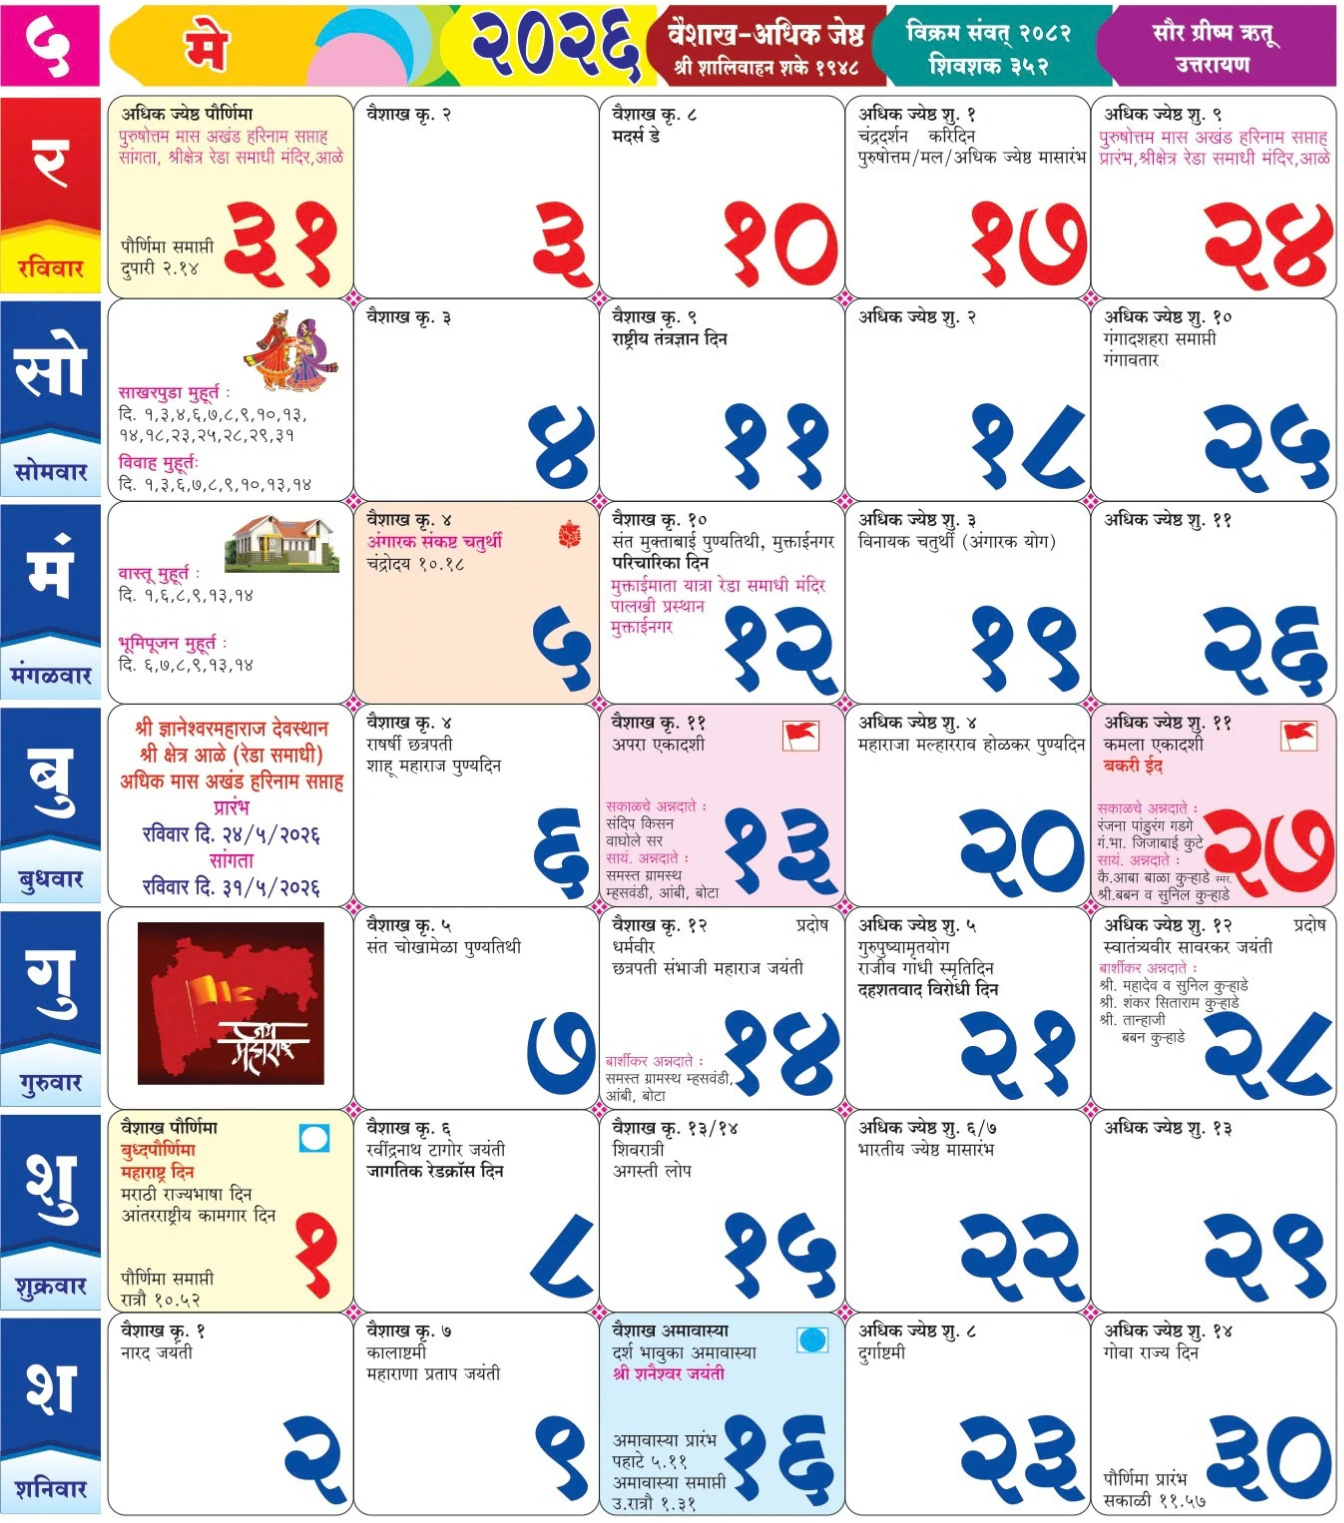 ५
मे
२०२६
वैशाख-अधिक जेष्ठ
श्री शालिवाहन शके १९४८
विक्रम संवत् २०८२
शिवशक ३५२
सौर ग्रीष्म ऋतू
उत्तरायण
र
रविवार
अधिक ज्येष्ठ पौर्णिमा
पुरुषोत्तम मास अखंड हरिनाम सप्ताह
सांगता, श्रीक्षेत्र रेडा समाधी मंदिर,आळे
पौर्णिमा समाप्ती
दुपारी २.१४
३१
वैशाख कृ. २
३
वैशाख कृ. ८
मदर्स डे
१०
अधिक ज्येष्ठ शु. १
चंद्रदर्शन करिदिन
पुरुषोत्तम/मल/अधिक ज्येष्ठ मासारंभ
१७
अधिक ज्येष्ठ शु. ९
पुरुषोत्तम मास अखंड हरिनाम सप्ताह
प्रारंभ,श्रीक्षेत्र रेडा समाधी मंदिर,आळे
२४
सो
सोमवार
साखरपुडा मुहूर्त :
दि. १,३,४,६,७,८,९,१०,१३,
१४,१८,२३,२५,२८,२९,३१
विवाह मुहूर्त:
दि. १,३,६,७,८,९,१०,१३,१४
वैशाख कृ. ३
४
वैशाख कृ. ९
राष्ट्रीय तंत्रज्ञान दिन
११
अधिक ज्येष्ठ शु. २
१८
अधिक ज्येष्ठ शु. १०
गंगादशहरा समाप्ती
गंगावतार
२५
मं
मंगळवार
वास्तू मुहूर्त :
दि. १,६,८,९,१३,१४
भूमिपूजन मुहूर्त :
दि. ६,७,८,९,१३,१४
वैशाख कृ. ४
अंगारक संकष्ट चतुर्थी
चंद्रोदय १०.१८
५
वैशाख कृ. १०
संत मुक्ताबाई पुण्यतिथी, मुक्ताईनगर
परिचारिका दिन
मुक्ताईमाता यात्रा रेडा समाधी मंदिर
पालखी प्रस्थान
मुक्ताईनगर
१२
अधिक ज्येष्ठ शु. ३
विनायक चतुर्थी (अंगारक योग)
१९
अधिक ज्येष्ठ शु. ११
२६
बु
बुधवार
श्री ज्ञानेश्वरमहाराज देवस्थान
श्री क्षेत्र आळे (रेडा समाधी)
अधिक मास अखंड हरिनाम सप्ताह
प्रारंभ
रविवार दि. २४/५/२०२६
सांगता
रविवार दि. ३१/५/२०२६
वैशाख कृ. ४
राषर्षी छत्रपती
शाहू महाराज पुण्यदिन
६
वैशाख कृ. ११
अपरा एकादशी
सकाळचे अन्नदाते :
संदिप किसन
वाघोले सर
सायं. अन्नदाते :
समस्त ग्रामस्थ
म्हसवंडी, आंबी, बोटा
१३
अधिक ज्येष्ठ शु. ४
महाराजा मल्हारराव होळकर पुण्यदिन
२०
अधिक ज्येष्ठ शु. ११
कमला एकादशी
बकरी ईद
सकाळचे अन्नदाते :
रंजना पांडुरंग गडगे
गं.भा. जिजाबाई कुटे
सायं. अन्नदाते :
कै.आबा बाळा कुऱ्हाडे स्मर.
श्री.बबन व सुनिल कुऱ्हाडे
२७
गु
गुरुवार
जय
महाराष्ट्र
वैशाख कृ. ५
संत चोखामेळा पुण्यतिथी
७
वैशाख कृ. १२ प्रदोष
धर्मवीर
छत्रपती संभाजी महाराज जयंती
बार्शीकर अन्नदाते :
समस्त ग्रामस्थ म्हसवंडी,
आंबी, बोटा
१४
अधिक ज्येष्ठ शु. ५
गुरुपुष्यामृतयोग
राजीव गांधी स्मृतिदिन
दहशतवाद विरोधी दिन
२१
अधिक ज्येष्ठ शु. १२ प्रदोष
स्वातंत्र्यवीर सावरकर जयंती
बार्शीकर अन्नदाते :
श्री. महादेव व सुनिल कुऱ्हाडे
श्री. शंकर सिताराम कुऱ्हाडे
श्री. तान्हाजी
बबन कुऱ्हाडे
२८
शु
शुक्रवार
वैशाख पौर्णिमा
बुध्दपौर्णिमा
महाराष्ट्र दिन
मराठी राज्यभाषा दिन
आंतरराष्ट्रीय कामगार दिन
पौर्णिमा समाप्ती
रात्रौ १०.५२
१
वैशाख कृ. ६
रवींद्रनाथ टागोर जयंती
जागतिक रेडक्रॉस दिन
८
वैशाख कृ. १३/१४
शिवरात्री
अगस्ती लोप
१५
अधिक ज्येष्ठ शु. ६/७
भारतीय ज्येष्ठ मासारंभ
२२
अधिक ज्येष्ठ शु. १३
२९
श
शनिवार
वैशाख कृ. १
नारद जयंती
२
वैशाख कृ. ७
कालाष्टमी
महाराणा प्रताप जयंती
९
वैशाख अमावास्या
दर्श भावुका अमावास्या
श्री शनैश्वर जयंती
अमावास्या प्रारंभ
पहाटे ५.११
अमावास्या समाप्ती
उ.रात्रौ १.३१
१६
अधिक ज्येष्ठ शु. ८
दुर्गाष्टमी
२३
अधिक ज्येष्ठ शु. १४
गोवा राज्य दिन
पौर्णिमा प्रारंभ
सकाळी ११.५७
३०